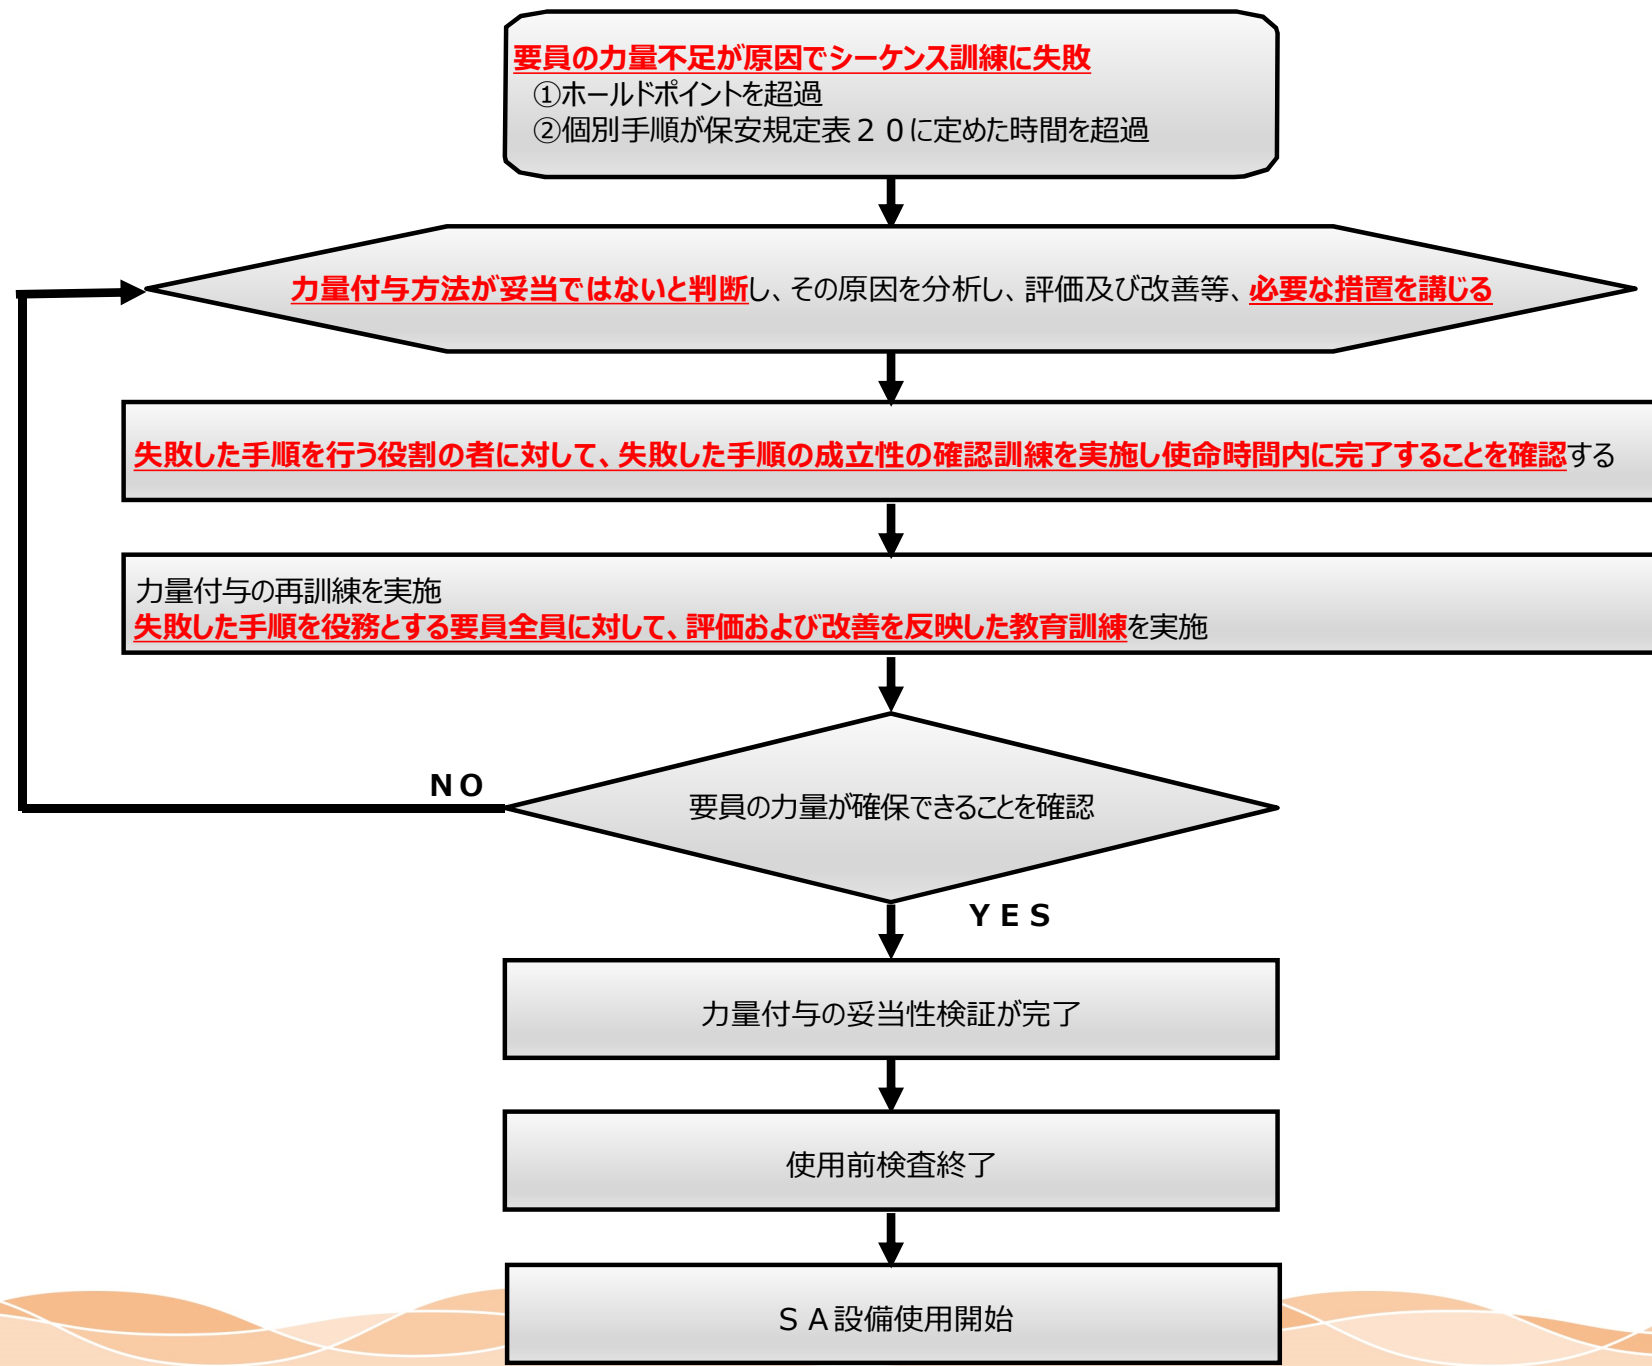 要員の力量不足が原因でシーケンス訓練に失敗
①ホールドポイントを超過
②個別手順が保安規定表２０に定めた時間を超過
力量付与方法が妥当ではないと判断し、その原因を分析し、評価及び改善等、必要な措置を講じる
失敗した手順を行う役割の者に対して、失敗した手順の成立性の確認訓練を実施し使命時間内に完了することを確認する
力量付与の再訓練を実施
失敗した手順を役務とする要員全員に対して、評価および改善を反映した教育訓練を実施
ＮＯ
要員の力量が確保できることを確認
ＹＥＳ
力量付与の妥当性検証が完了
使用前検査終了
ＳＡ設備使用開始